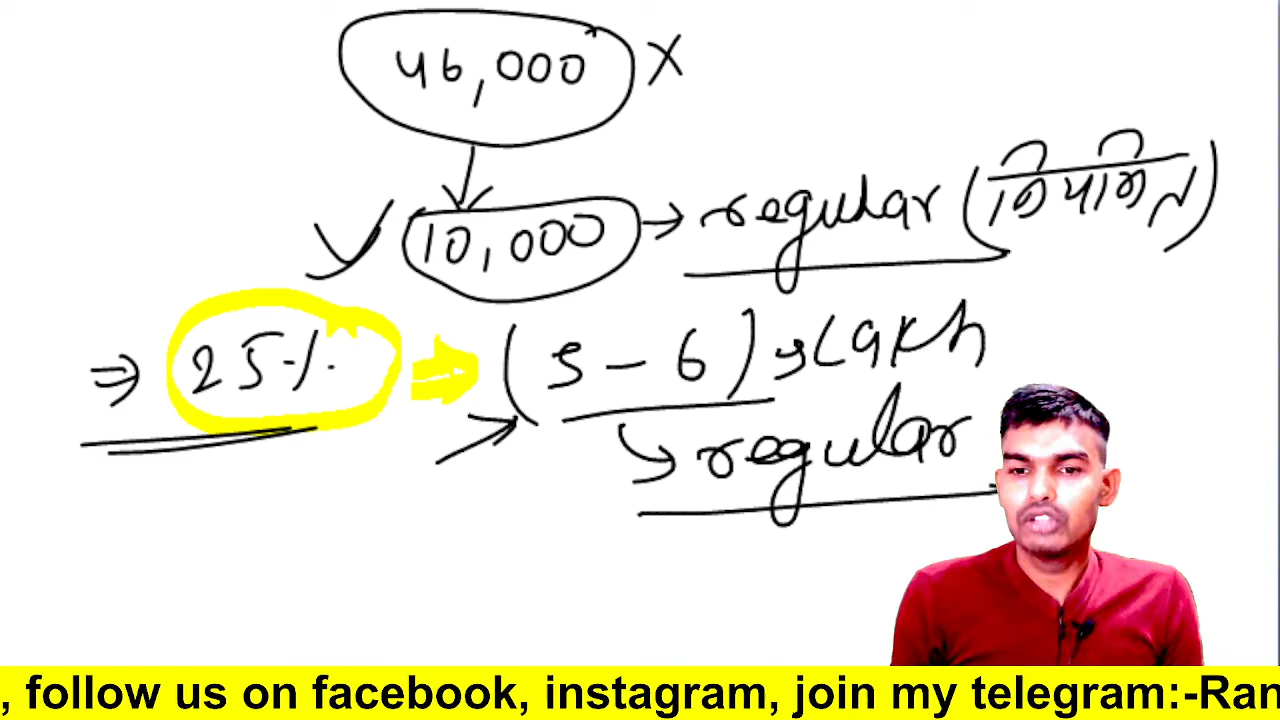 46,000 X
10,000 → regular (नियमित)
⇒ 25% ⇒ (5-6) → Lakh
→ regular
, follow us on facebook, instagram, join my telegram:-Ran